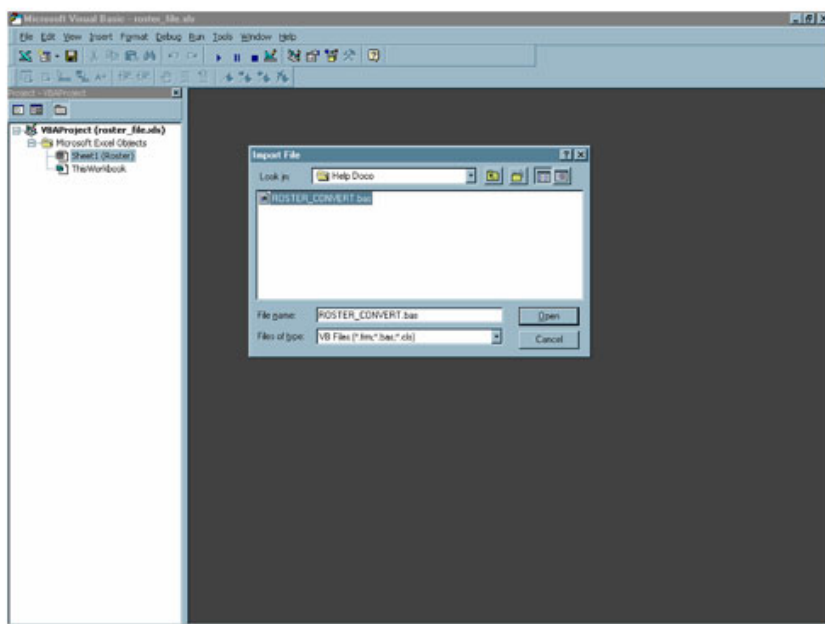 Microsoft Visual Basic - roster_file.xls
File Edit View Insert Format Debug Run Tools Window Help
Project - VBAProject
VBAProject (roster_file.xls)
Microsoft Excel Objects
Sheet1 (Roster)
ThisWorkbook
Import File
Look in: Help Doco
ROSTER_CONVERT.bas
File name: ROSTER_CONVERT.bas Open
Files of type: VB Files (*.frm;*.bas;*.cls) Cancel